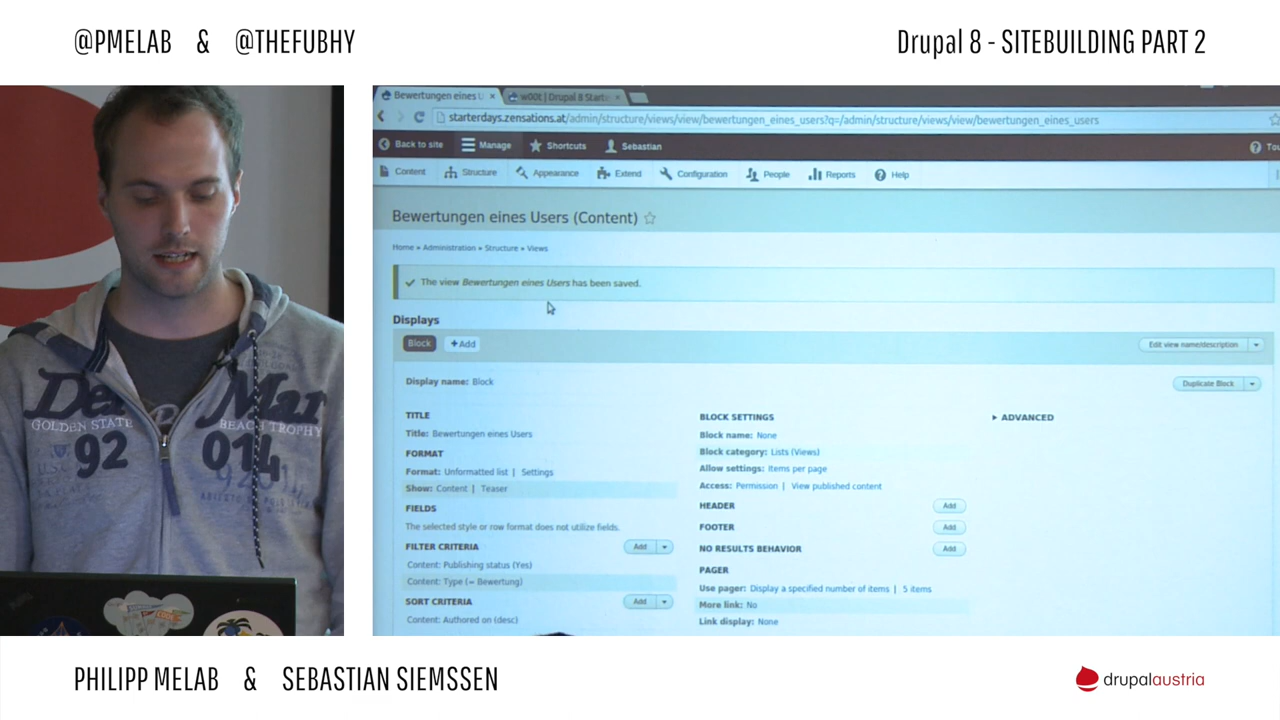 @PMELAB & @THEFUBHY
Drupal 8 - SITEBUILDING PART 2
Bewertungen eines U
w00t | Drupal 8 Starte
starterdays.zensations.at/admin/structure/views/view/bewertungen_eines_users?q=/admin/structure/views/view/bewertungen_eines_users
Back to site Manage Shortcuts Sebastian Tou
Content Structure Appearance Extend Configuration People Reports Help
Bewertungen eines Users (Content)
Home » Administration » Structure » Views
The view Bewertungen eines Users has been saved.
Displays
Block +Add Edit view name/description
Display name: Block Duplicate Block
TITLE
Title: Bewertungen eines Users
FORMAT
Format: Unformatted list | Settings
Show: Content | Teaser
FIELDS
The selected style or row format does not utilize fields.
FILTER CRITERIA Add
Content: Publishing status (Yes)
Content: Type (= Bewertung)
SORT CRITERIA Add
Content: Authored on (desc)
BLOCK SETTINGS
Block name: None
Block category: Lists (Views)
Allow settings: Items per page
Access: Permission | View published content
HEADER Add
FOOTER Add
NO RESULTS BEHAVIOR Add
PAGER
Use pager: Display a specified number of items | 5 items
More link: No
Link display: None
ADVANCED
GOLDEN STATE
BEACH TROPHY
92 014
PHILIPP MELAB & SEBASTIAN SIEMSSEN
drupalaustria